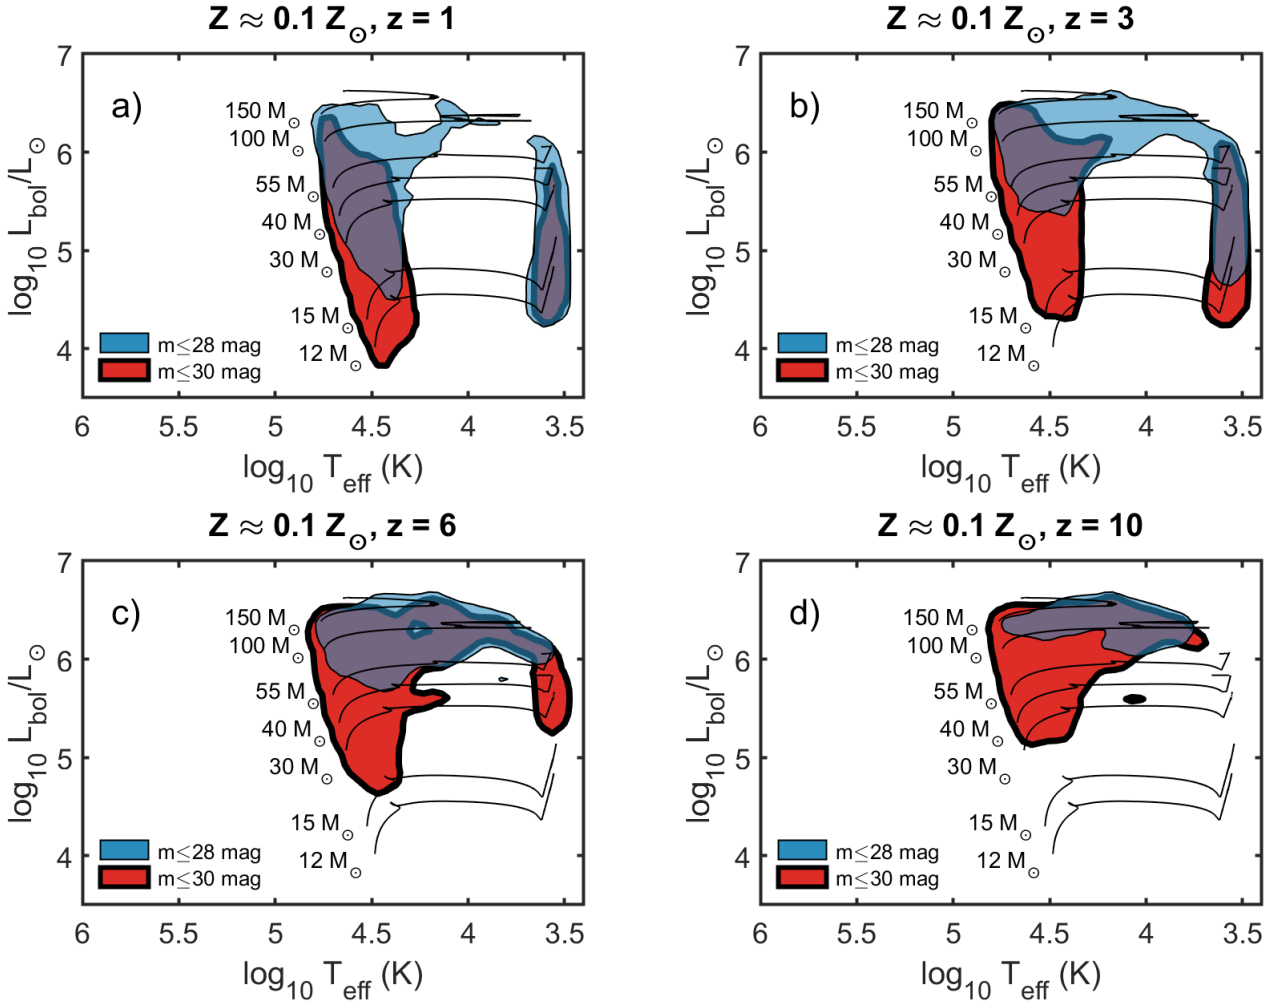 Z ≈ 0.1 Z⊙, z = 1
7
6
5
4
log10 Lbol/L⊙
a)
150 M⊙
100 M⊙
55 M⊙
40 M⊙
30 M⊙
15 M⊙
12 M⊙
m≤28 mag
m≤30 mag
6 5.5 5 4.5 4 3.5
log10 Teff (K)
Z ≈ 0.1 Z⊙, z = 3
7
6
5
4
log10 Lbol/L⊙
b)
150 M⊙
100 M⊙
55 M⊙
40 M⊙
30 M⊙
15 M⊙
12 M⊙
m≤28 mag
m≤30 mag
6 5.5 5 4.5 4 3.5
log10 Teff (K)
Z ≈ 0.1 Z⊙, z = 6
7
6
5
4
log10 Lbol/L⊙
c)
150 M⊙
100 M⊙
55 M⊙
40 M⊙
30 M⊙
15 M⊙
12 M⊙
m≤28 mag
m≤30 mag
6 5.5 5 4.5 4 3.5
log10 Teff (K)
Z ≈ 0.1 Z⊙, z = 10
7
6
5
4
log10 Lbol/L⊙
d)
150 M⊙
100 M⊙
55 M⊙
40 M⊙
30 M⊙
15 M⊙
12 M⊙
m≤28 mag
m≤30 mag
6 5.5 5 4.5 4 3.5
log10 Teff (K)